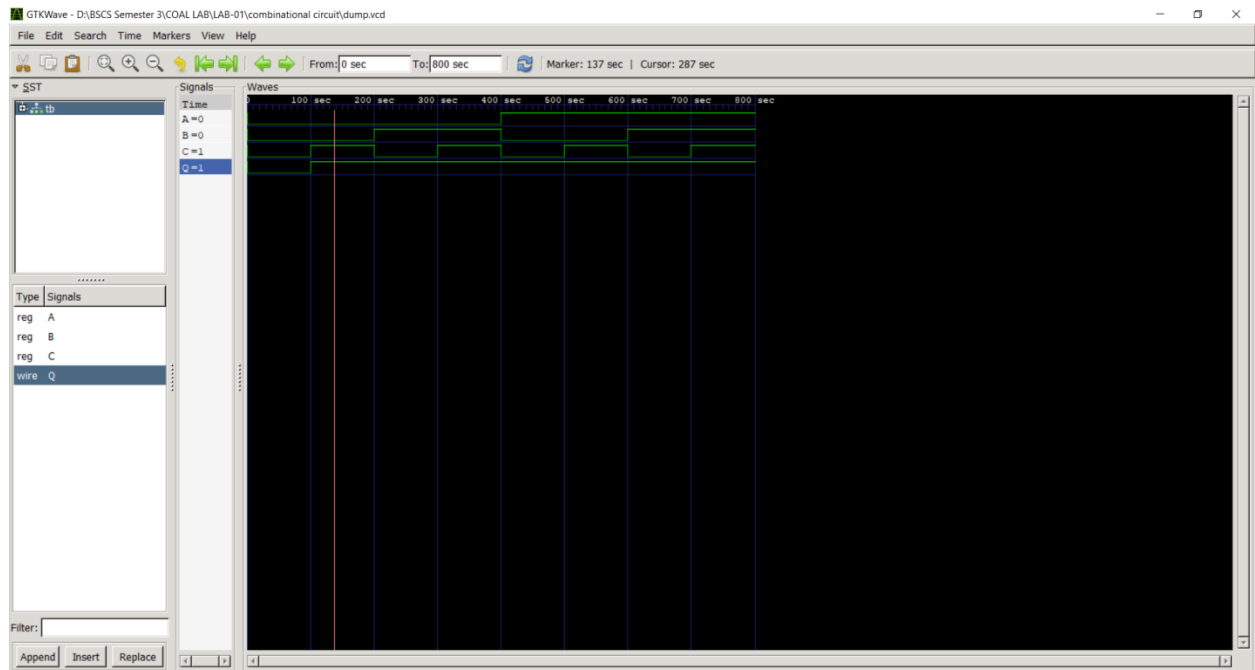 GTKWave - D:\BSCS Semester 3\COAL LAB\LAB-01\combinational circuit\dump.vcd
File Edit Search Time Markers View Help
From: 0 sec To: 800 sec Marker: 137 sec | Cursor: 287 sec
SST
tb
Signals
Time
A=0
B=0
C=1
Q=1
Waves
0 100 sec 200 sec 300 sec 400 sec 500 sec 600 sec 700 sec 800 sec
Type Signals
reg A
reg B
reg C
wire Q
Filter:
Append Insert Replace